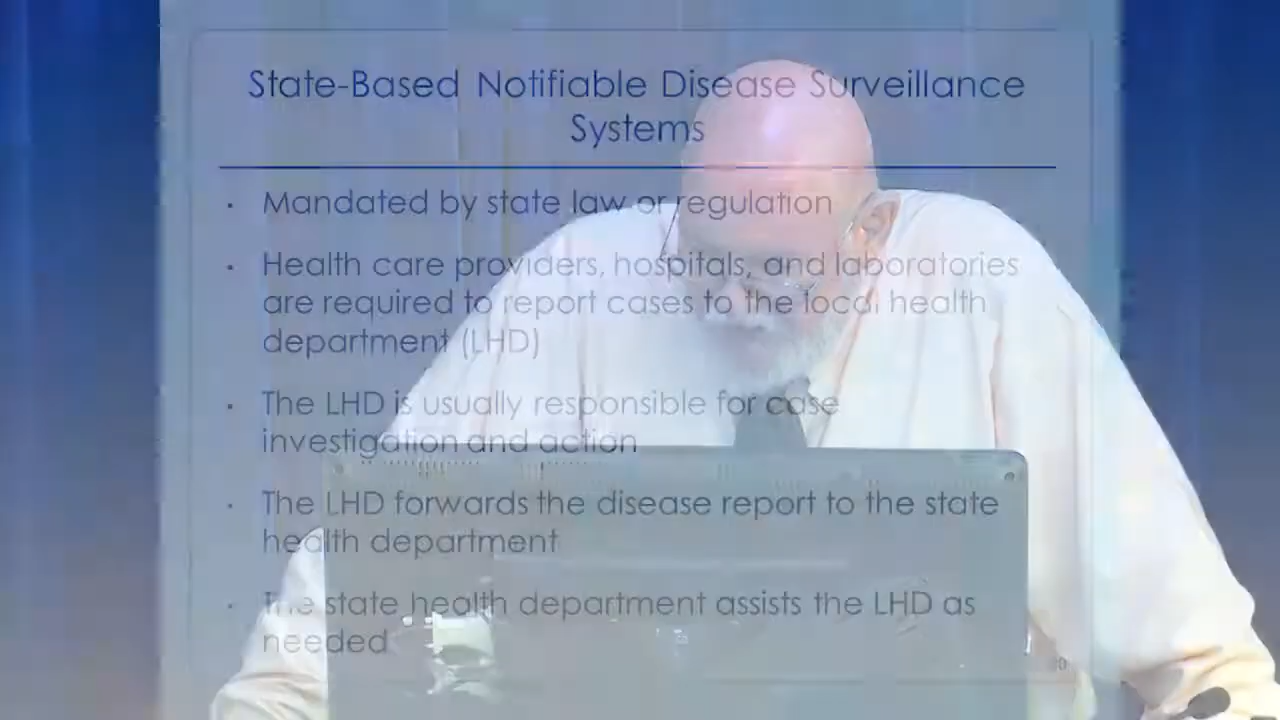 State-Based Notifiable Disease Surveillance
Systems
• Mandated by state law or regulation
• Health care providers, hospitals, and laboratories
are required to report cases to the local health
department (LHD)
• The LHD is usually responsible for case
investigation and action
• The LHD forwards the disease report to the state
health department
• The state health department assists the LHD as
needed
20